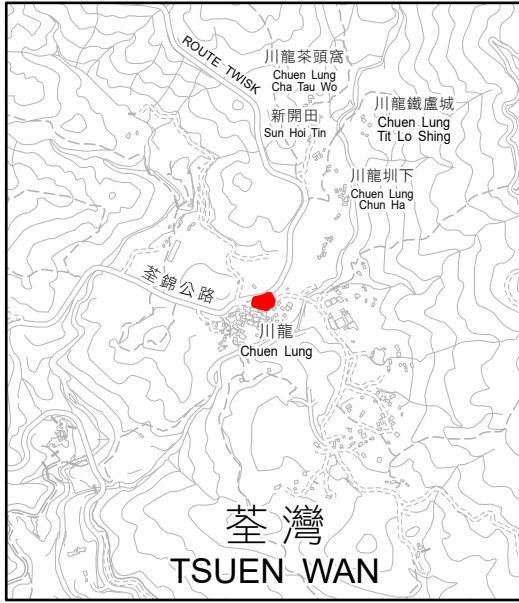 ROUTE TWISK
川龍茶頭窩
Chuen Lung
Cha Tau Wo
新開田
Sun Hoi Tin
川龍鐵盧城
Chuen Lung
Tit Lo Shing
川龍圳下
Chuen Lung
Chun Ha
荃錦公路
川龍
Chuen Lung
荃灣
TSUEN WAN